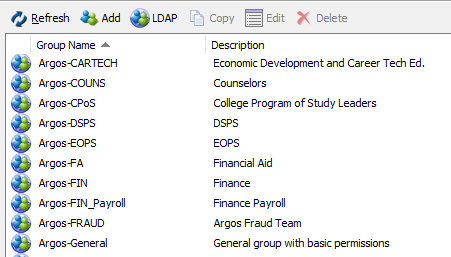 Refresh Add LDAP Copy Edit Delete
Group Name Description
Argos-CARTECH Economic Development and Career Tech Ed.
Argos-COUNS Counselors
Argos-CPoS College Program of Study Leaders
Argos-DSPS DSPS
Argos-EOPS EOPS
Argos-FA Financial Aid
Argos-FIN Finance
Argos-FIN_Payroll Finance Payroll
Argos-FRAUD Argos Fraud Team
Argos-General General group with basic permissions